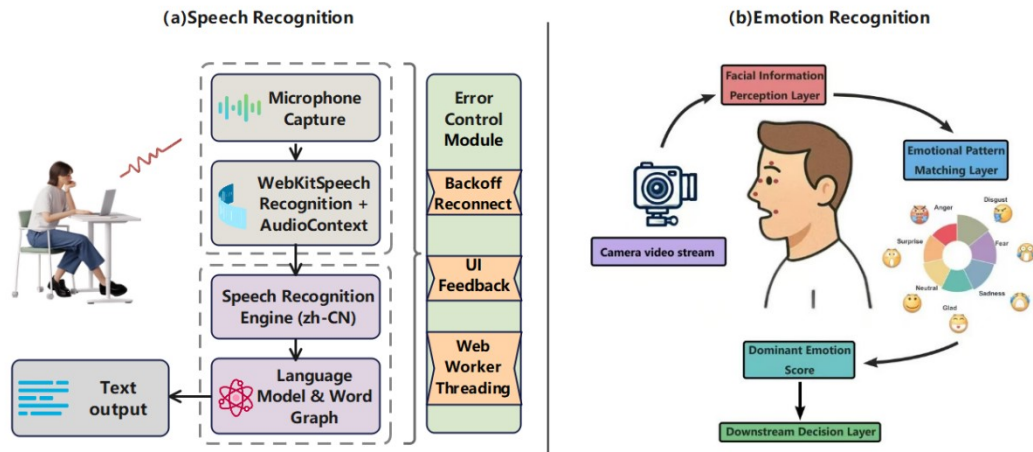 (a)Speech Recognition
Microphone
Capture
WebKitSpeech
Recognition +
AudioContext
Speech Recognition
Engine (zh-CN)
Language
Model & Word
Graph
Text
output
Error
Control
Module
Backoff
Reconnect
UI
Feedback
Web
Worker
Threading
(b)Emotion Recognition
Facial Information
Perception Layer
Camera video stream
Emotional Pattern
Matching Layer
Anger
Disgust
Surprise
Fear
Neutral
Sadness
Glad
Dominant Emotion
Score
Downstream Decision Layer